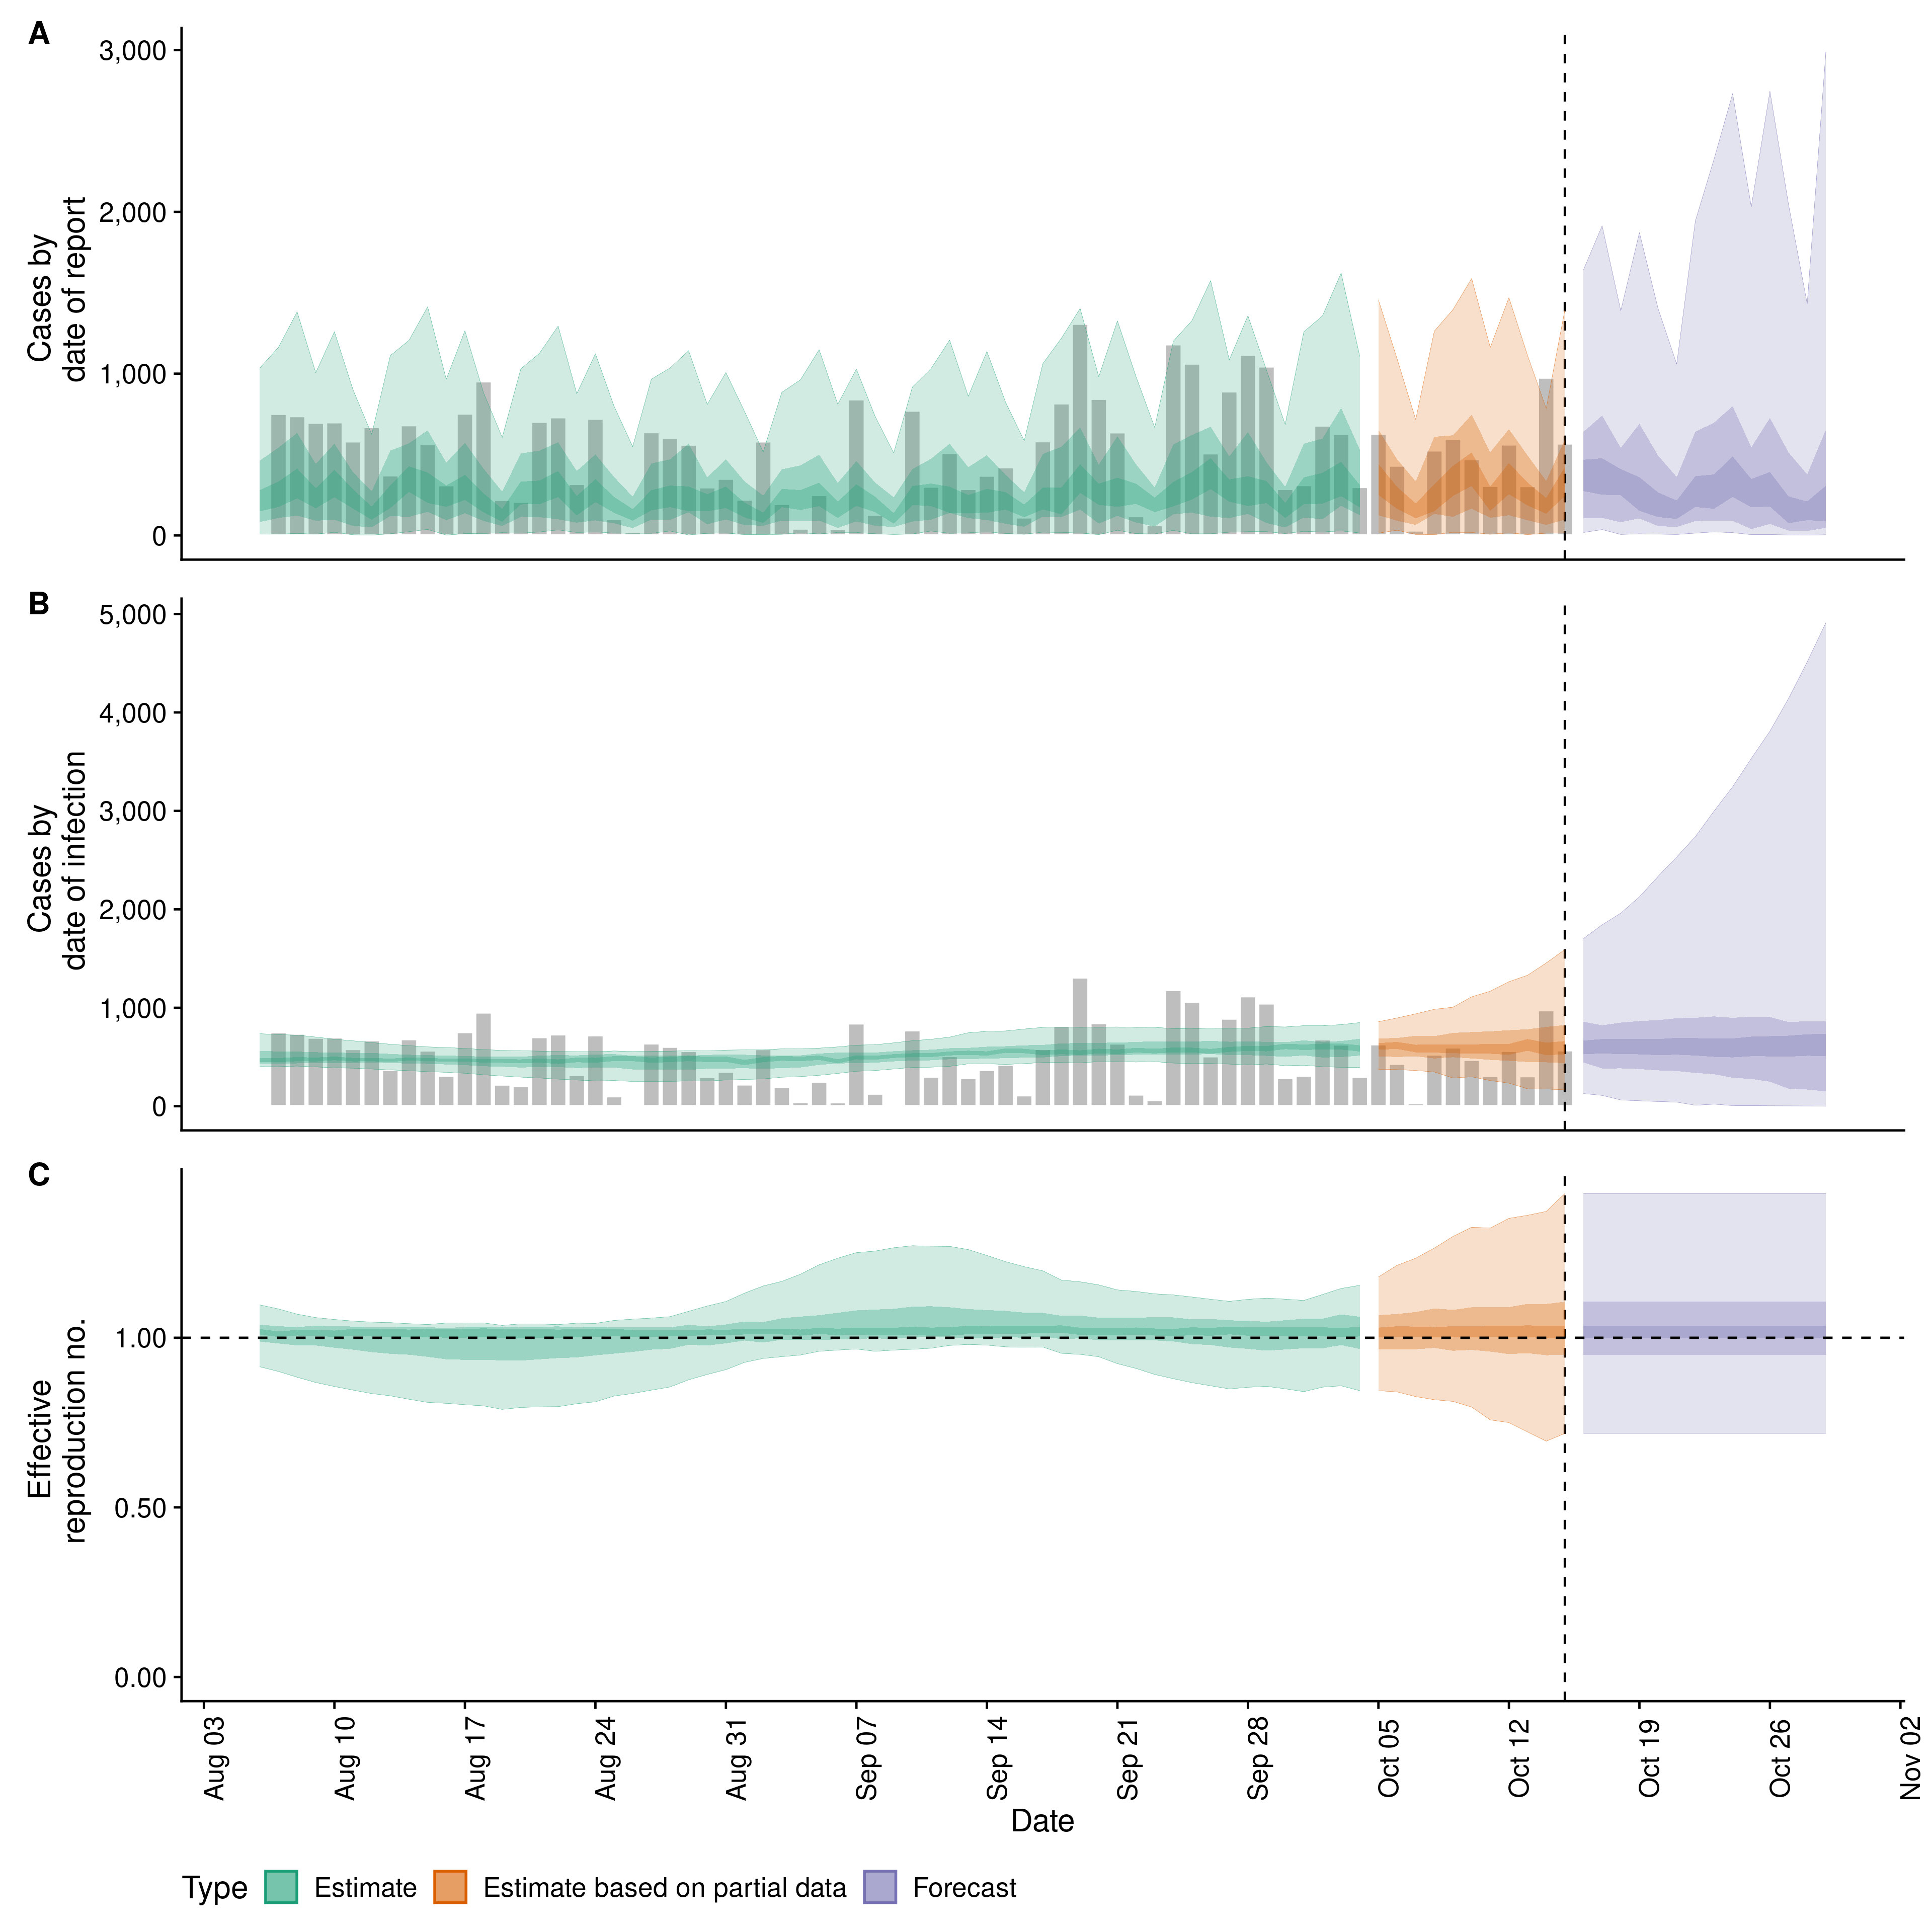 A
Cases by
date of report
3,000
2,000
1,000
0
B
Cases by
date of infection
5,000
4,000
3,000
2,000
1,000
0
C
Effective
reproduction no.
1.00
0.50
0.00
Aug 03
Aug 10
Aug 17
Aug 24
Aug 31
Sep 07
Sep 14
Sep 21
Sep 28
Oct 05
Oct 12
Oct 19
Oct 26
Nov 02
Date
Type Estimate Estimate based on partial data Forecast